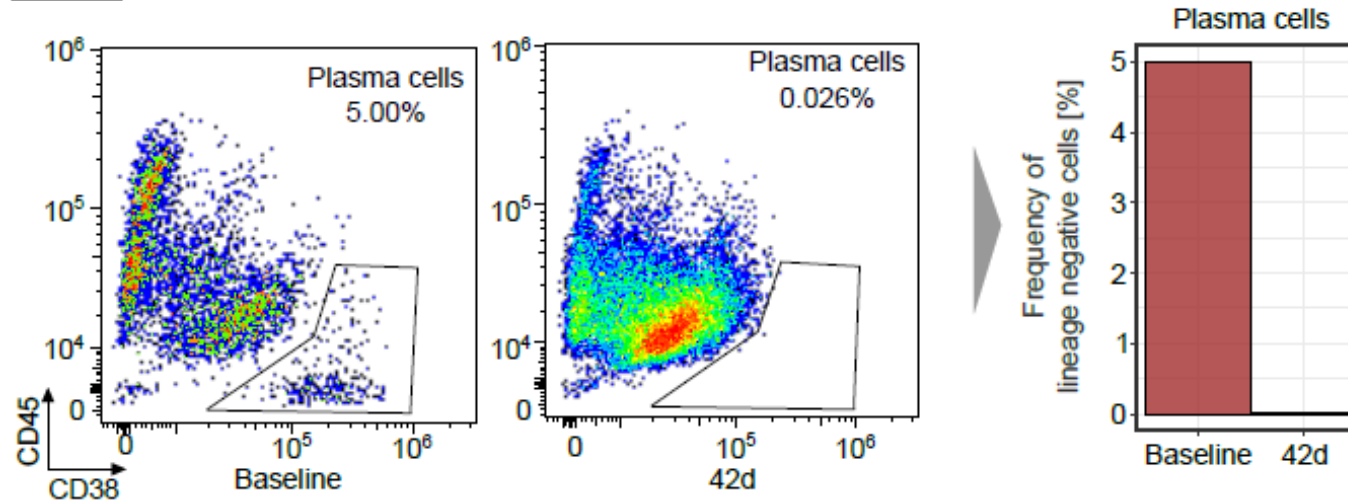 10^6
10^5
10^4
0
CD45
CD38
Plasma cells
5.00%
0 10^5 10^6
Baseline
10^6
10^5
10^4
0
Plasma cells
0.026%
0 10^5 10^6
42d
Plasma cells
Frequency of
lineage negative cells [%]
5
4
3
2
1
0
Baseline 42d